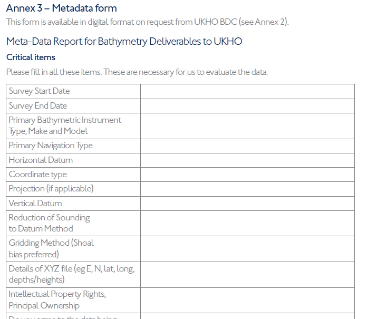 Annex 3 – Metadata form
This form is available in digital format on request from UKHO BDC (see Annex 2).
Meta-Data Report for Bathymetry Deliverables to UKHO
Critical items
Please fill in all these items. These are necessary for us to evaluate the data.
Survey Start Date
Survey End Date
Primary Bathymetric Instrument
Type, Make and Model
Primary Navigation Type
Horizontal Datum
Coordinate type
Projection (if applicable)
Vertical Datum
Reduction of Sounding
to Datum Method
Gridding Method (Shoal
bias preferred)
Details of XYZ file (eg E, N, lat, long,
depths/heights)
Intellectual Property Rights,
Principal Ownership